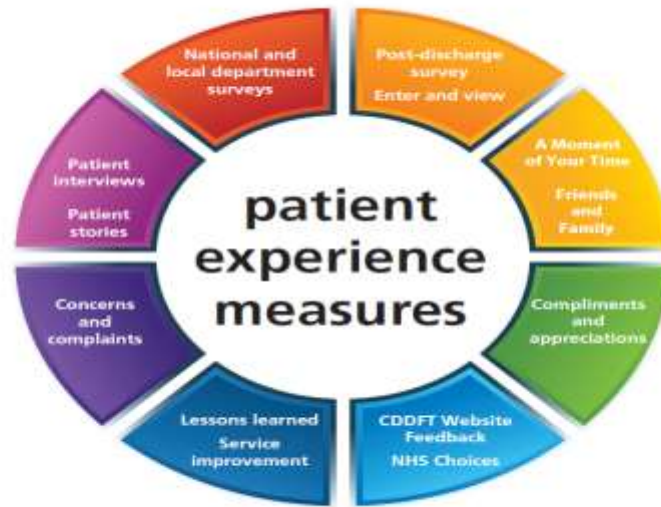 patient
experience
measures
National and
local department
surveys
Post-discharge
survey
Enter and view
A Moment
of Your Time
Friends
and
Family
Compliments
and
appreciations
CDDFT Website
Feedback
NHS Choices
Lessons learned
Service
improvement
Concerns
and
complaints
Patient
interviews
Patient
stories